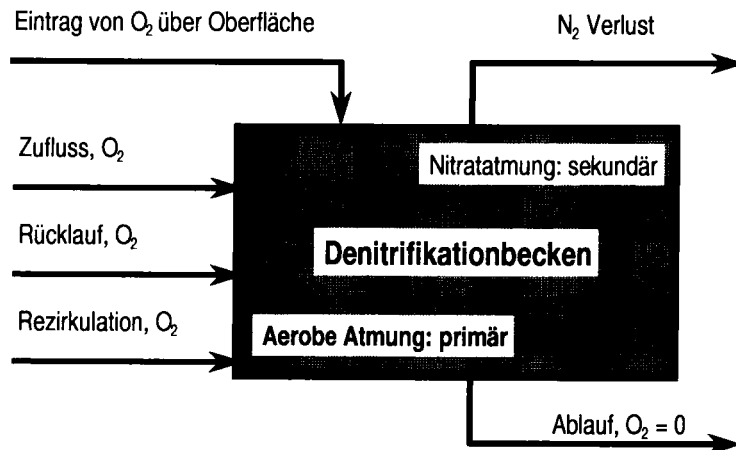 Eintrag von O₂ über Oberfläche
N₂ Verlust
Zufluss, O₂
Nitratatmung: sekundär
Rücklauf, O₂
Denitrifikationbecken
Rezirkulation, O₂
Aerobe Atmung: primär
Ablauf, O₂ = 0